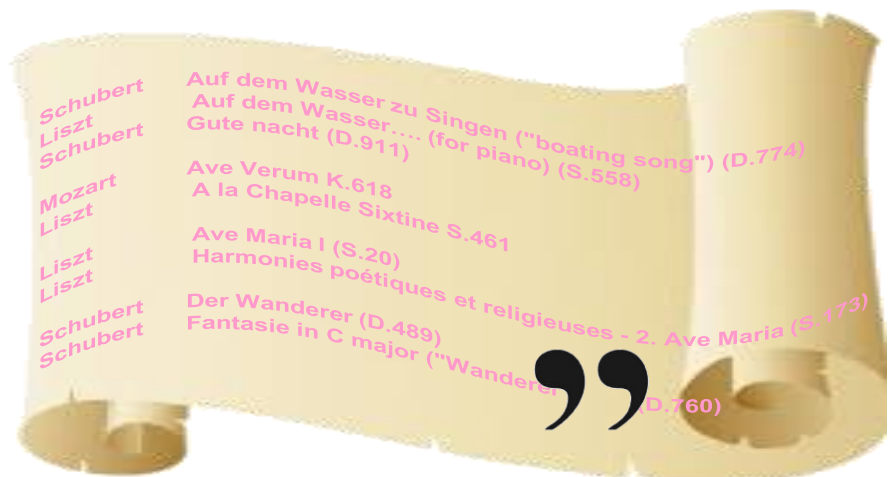 Schubert Auf dem Wasser zu Singen ("boating song") (D.774)
Liszt Auf dem Wasser.... (for piano) (S.558)
Schubert Gute nacht (D.911)
Mozart Ave Verum K.618
Liszt A la Chapelle Sixtine S.461
Liszt Ave Maria I (S.20)
Liszt Harmonies poétiques et religieuses - 2. Ave Maria (S.173)
Schubert Der Wanderer (D.489)
Schubert Fantasie in C major ("Wanderer ” (D.760)